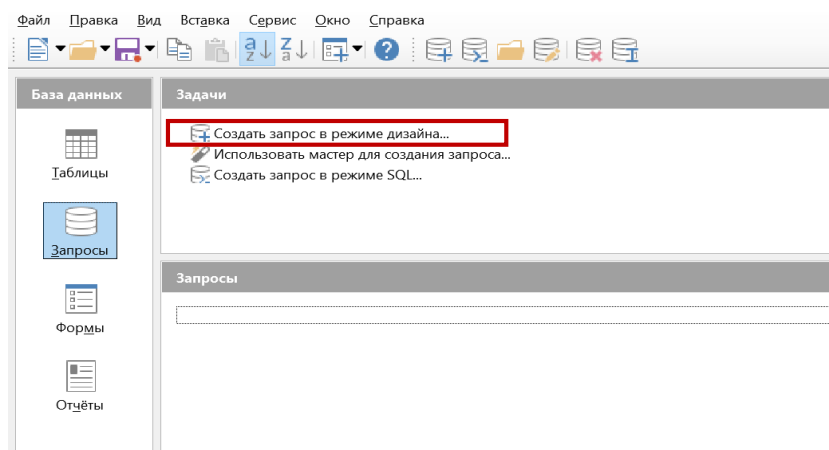 Файл Правка Вид Вставка Сервис Окно Справка
База данных
Задачи
Создать запрос в режиме дизайна...
Использовать мастер для создания запроса...
Создать запрос в режиме SQL...
Таблицы
Запросы
Формы
Отчёты
Запросы